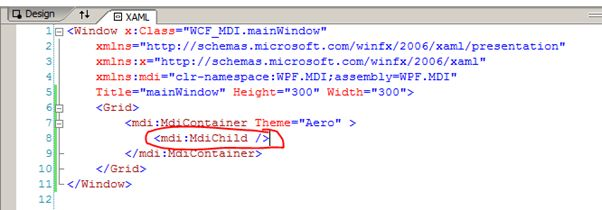 Design XAML
1 <Window x:Class="WCF_MDI.mainWindow"
2 xmlns="http://schemas.microsoft.com/winfx/2006/xaml/presentation"
3 xmlns:x="http://schemas.microsoft.com/winfx/2006/xaml"
4 xmlns:mdi="clr-namespace:WPF.MDI;assembly=WPF.MDI"
5 Title="mainWindow" Height="300" Width="300">
6 <Grid>
7 <mdi:MdiContainer Theme="Aero" >
8 <mdi:MdiChild />
9 </mdi:MdiContainer>
10 </Grid>
11 </Window>
12